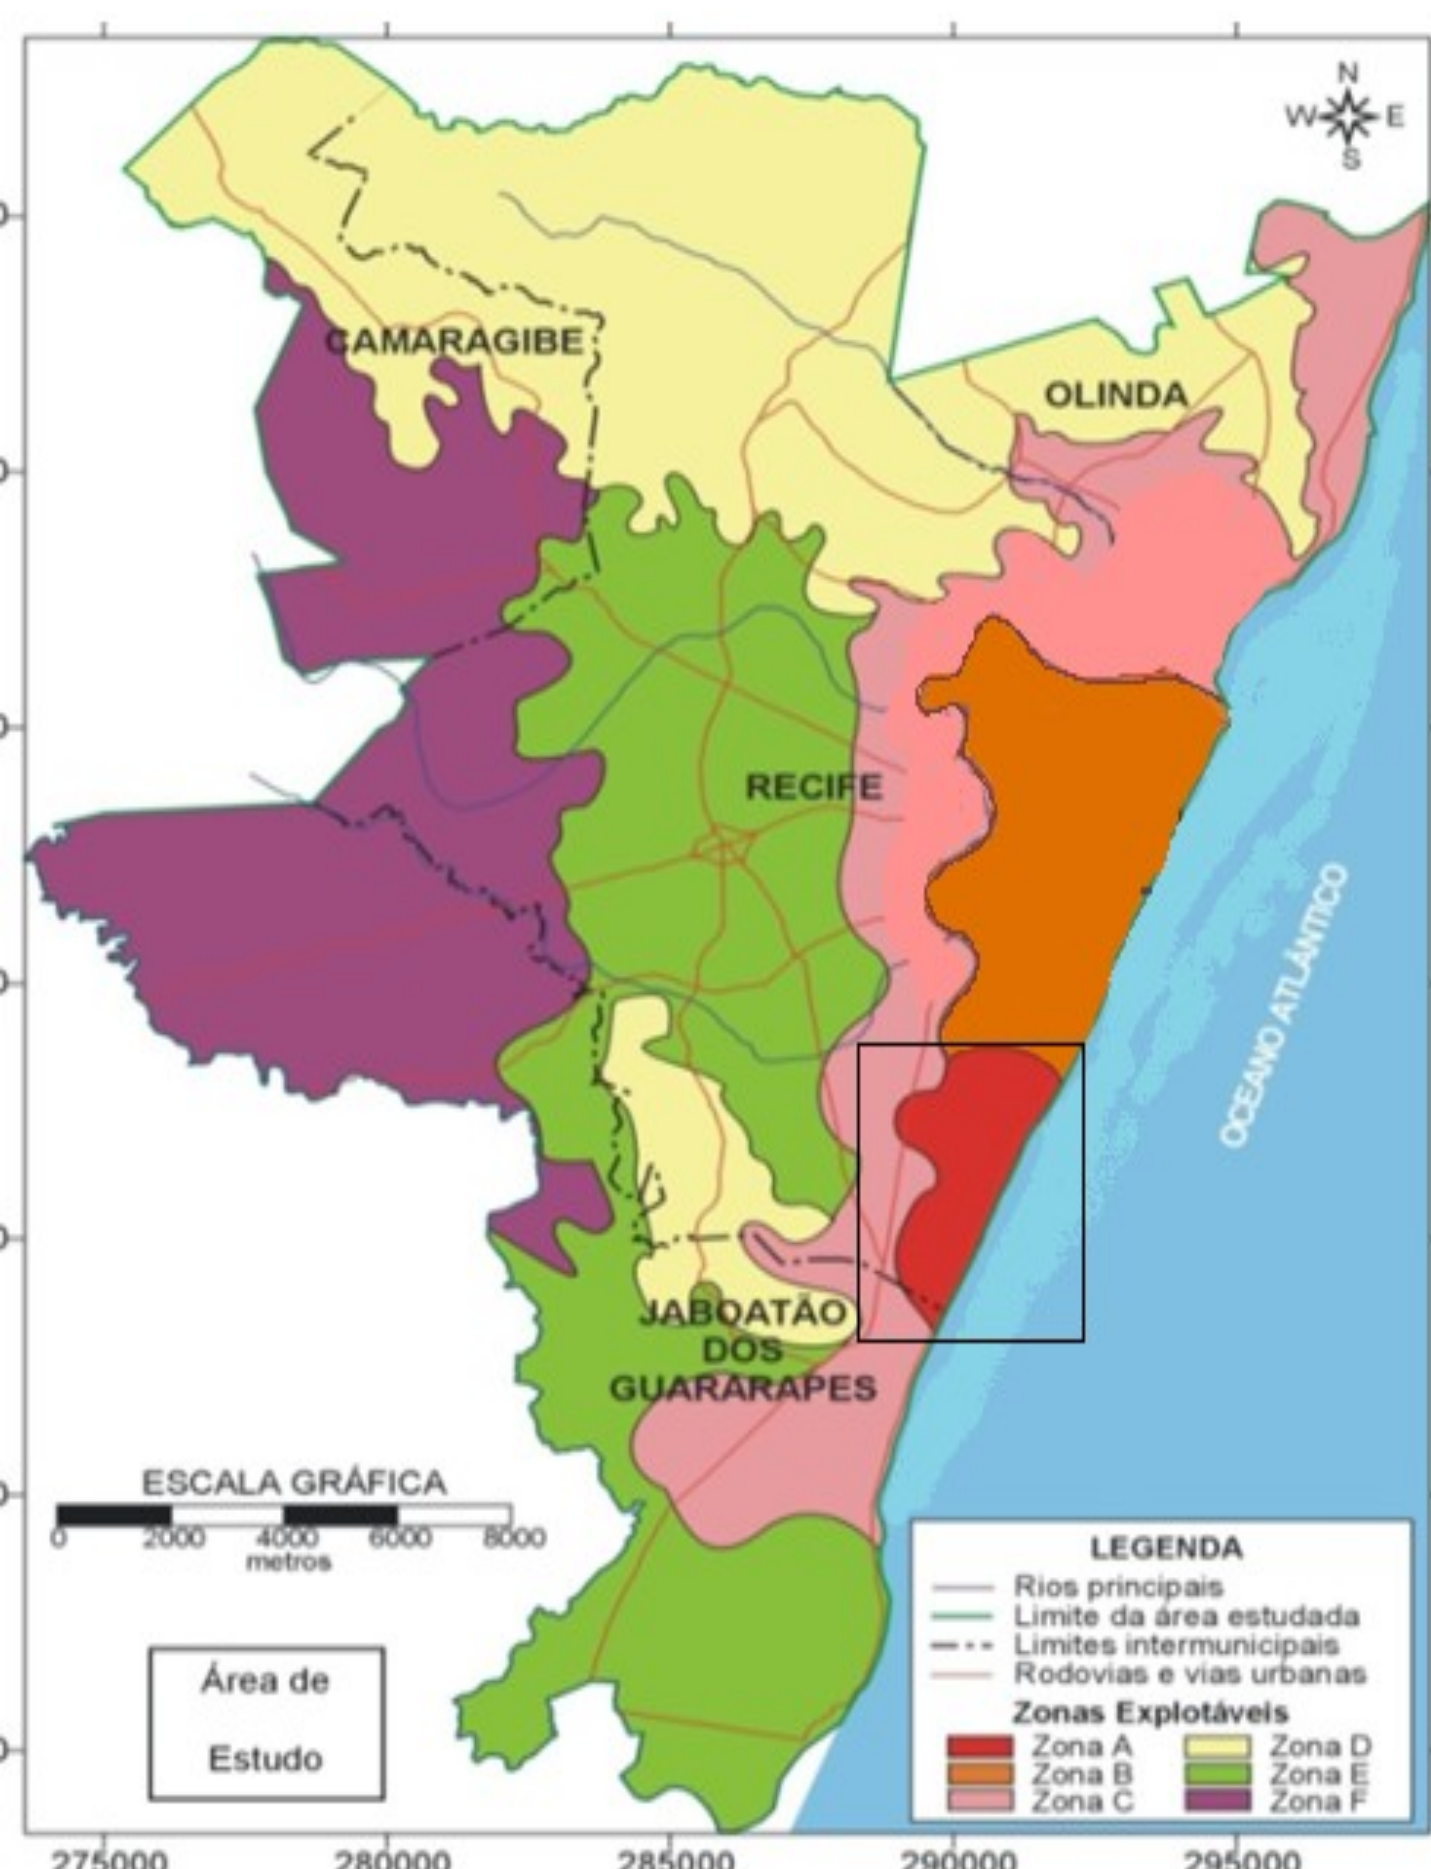 N
W E
S
CAMARAGIBE
OLINDA
RECIFE
OCEANO ATLÂNTICO
JABOATÃO
DOS
GUARARAPES
ESCALA GRÁFICA
0 2000 4000 6000 8000
metros
Área de
Estudo
LEGENDA
Rios principais
Limite da área estudada
Limites intermunicipais
Rodovias e vias urbanas
Zonas Explotáveis
Zona A
Zona B
Zona C
Zona D
Zona E
Zona F
275000 280000 285000 290000 295000